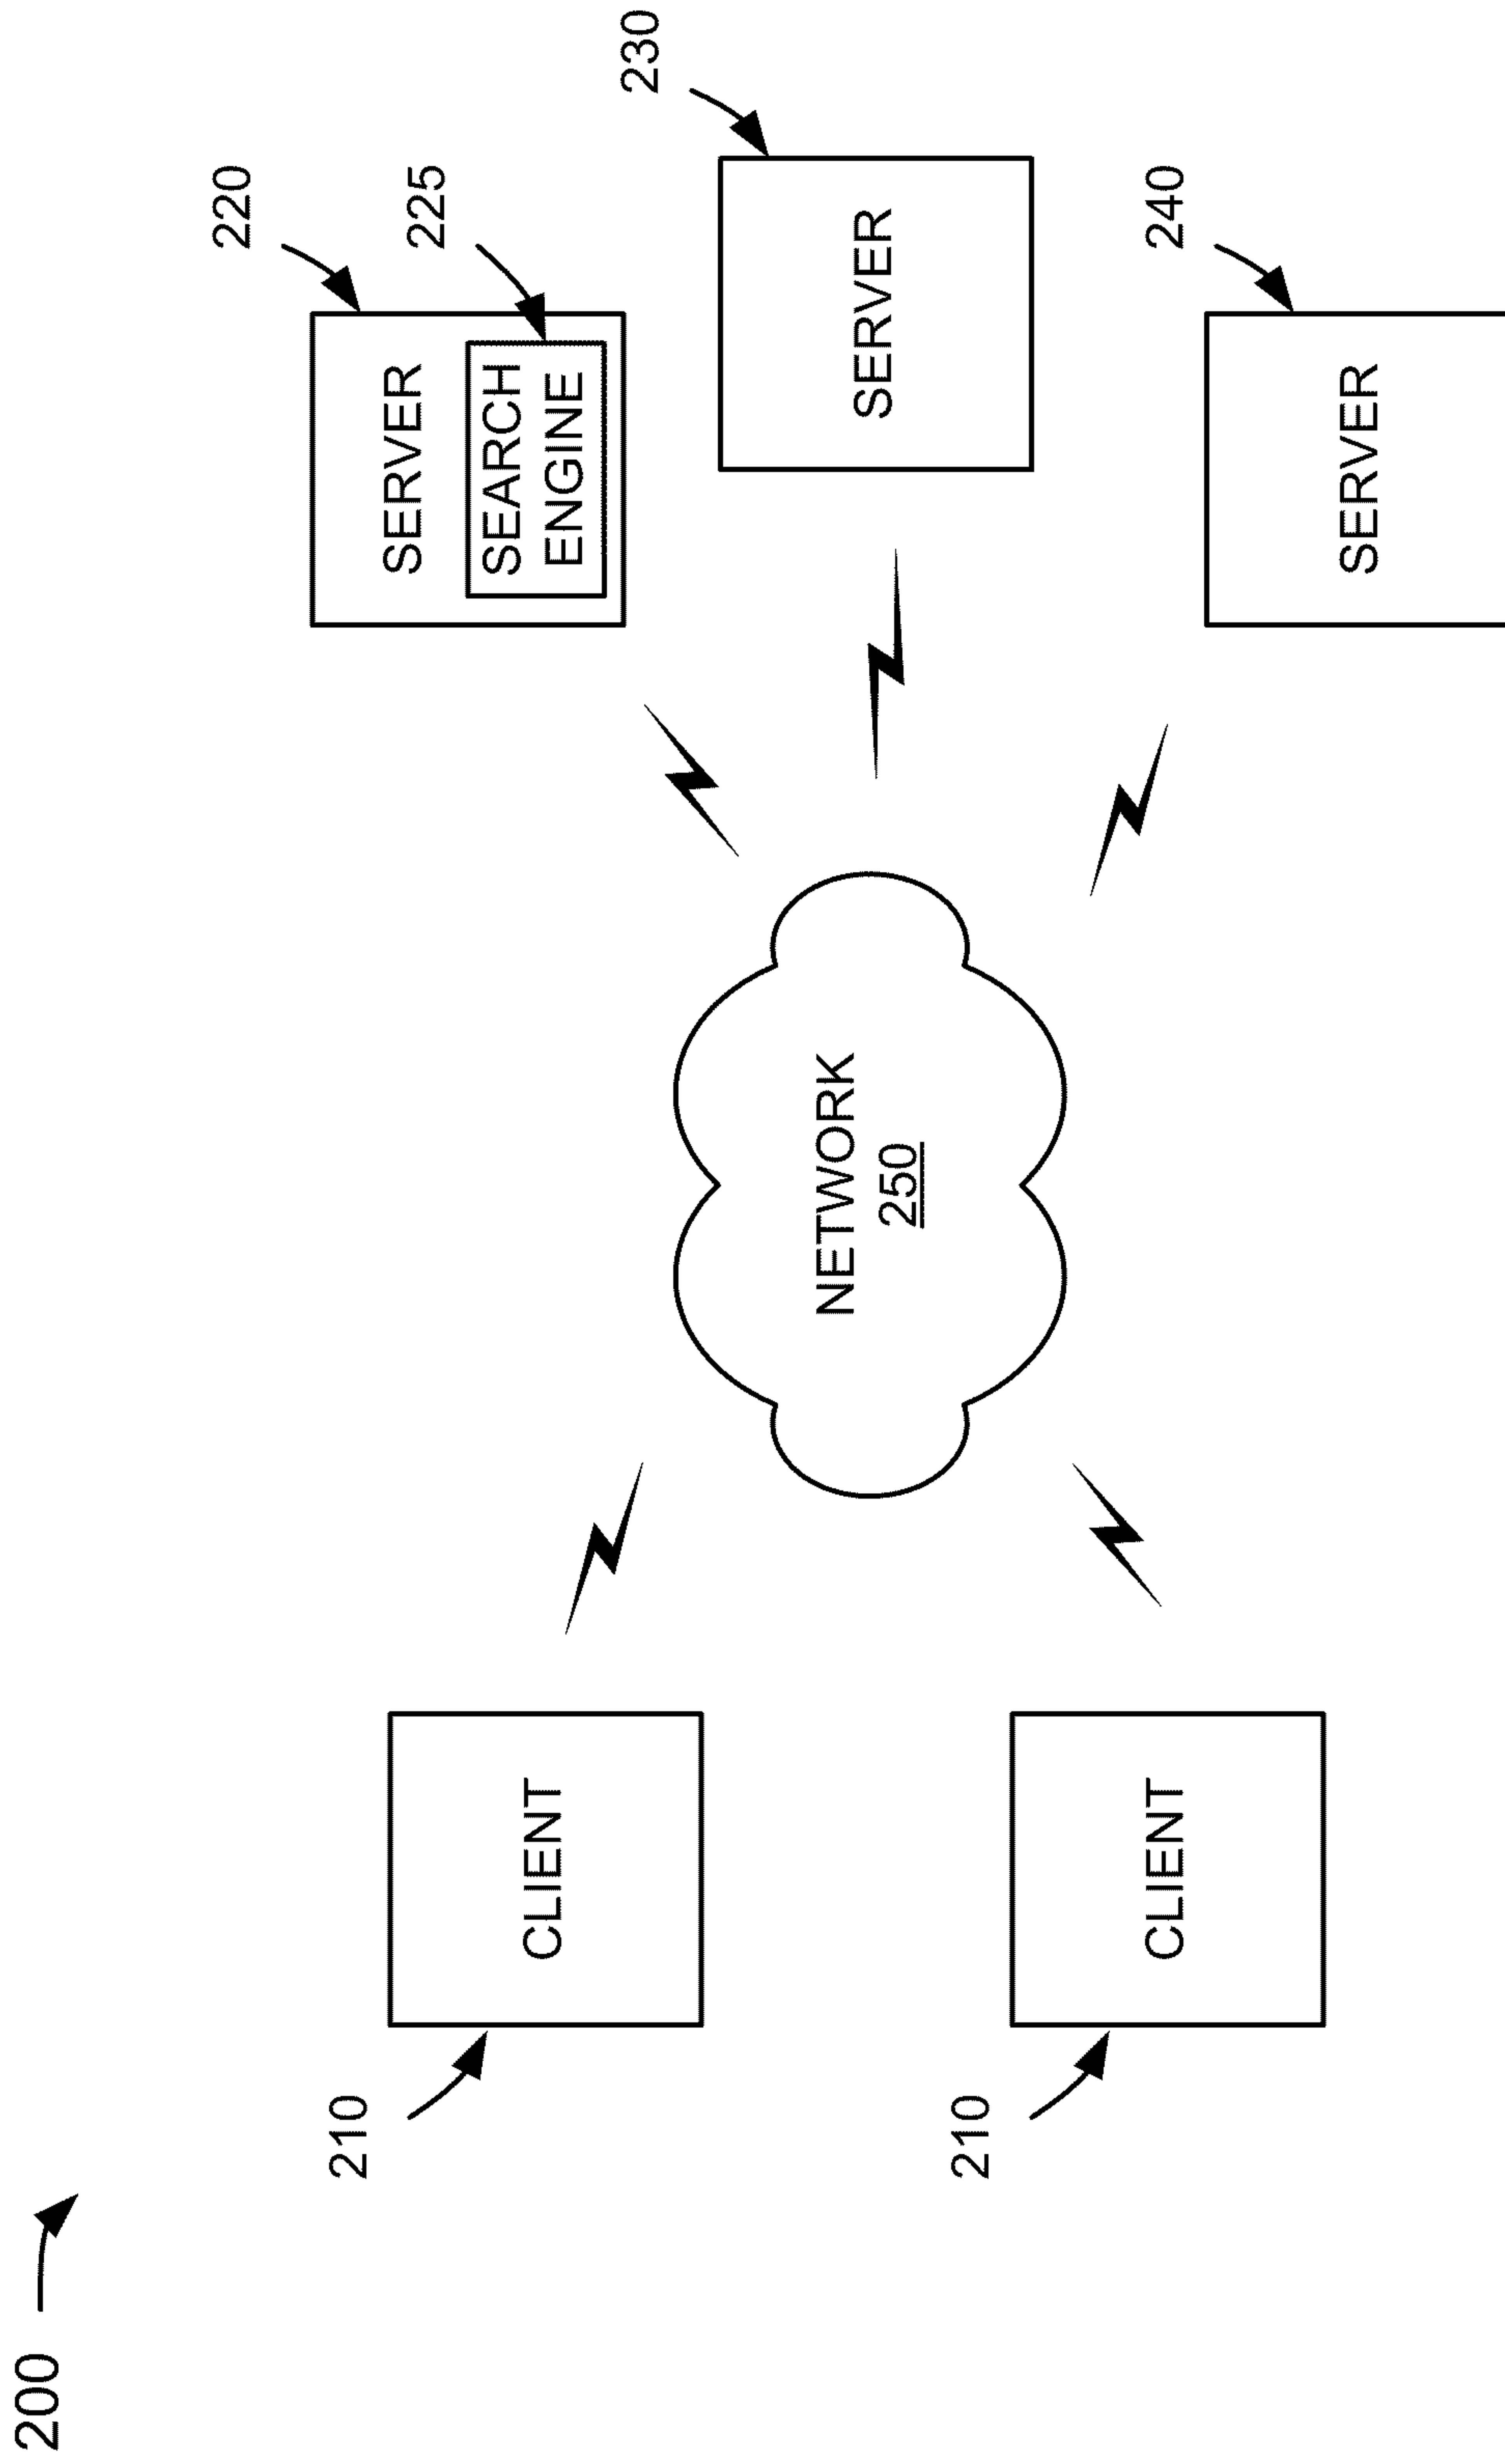 200
220
SERVER
225
SEARCH
ENGINE
210
CLIENT
230
SERVER
NETWORK
250
210
CLIENT
240
SERVER